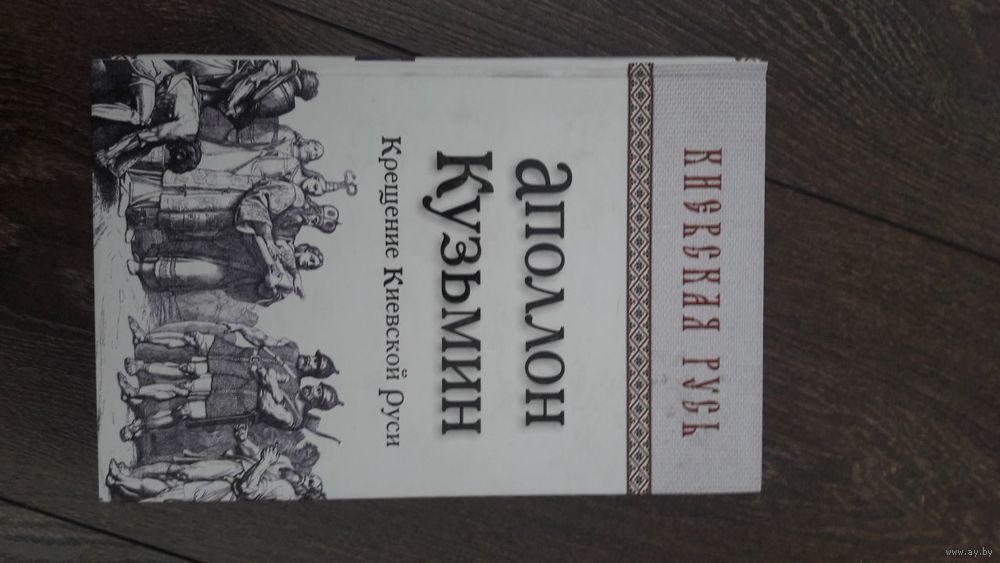 КИЕВСКАЯ РУСЬ
аполлон
Кузьмин
Крещение Киевской Руси
www.ay.by